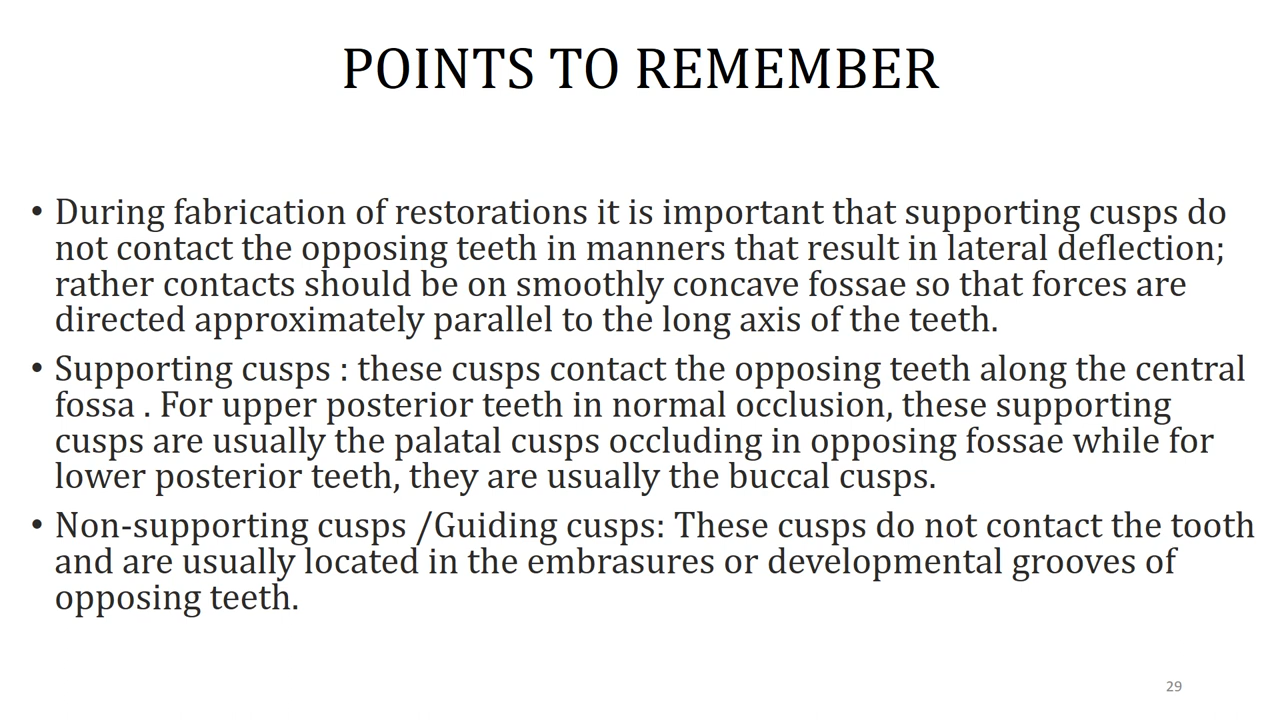 POINTS TO REMEMBER
• During fabrication of restorations it is important that supporting cusps do
not contact the opposing teeth in manners that result in lateral deflection;
rather contacts should be on smoothly concave fossae so that forces are
directed approximately parallel to the long axis of the teeth.
• Supporting cusps : these cusps contact the opposing teeth along the central
fossa . For upper posterior teeth in normal occlusion, these supporting
cusps are usually the palatal cusps occluding in opposing fossae while for
lower posterior teeth, they are usually the buccal cusps.
• Non-supporting cusps /Guiding cusps: These cusps do not contact the tooth
and are usually located in the embrasures or developmental grooves of
opposing teeth.
29